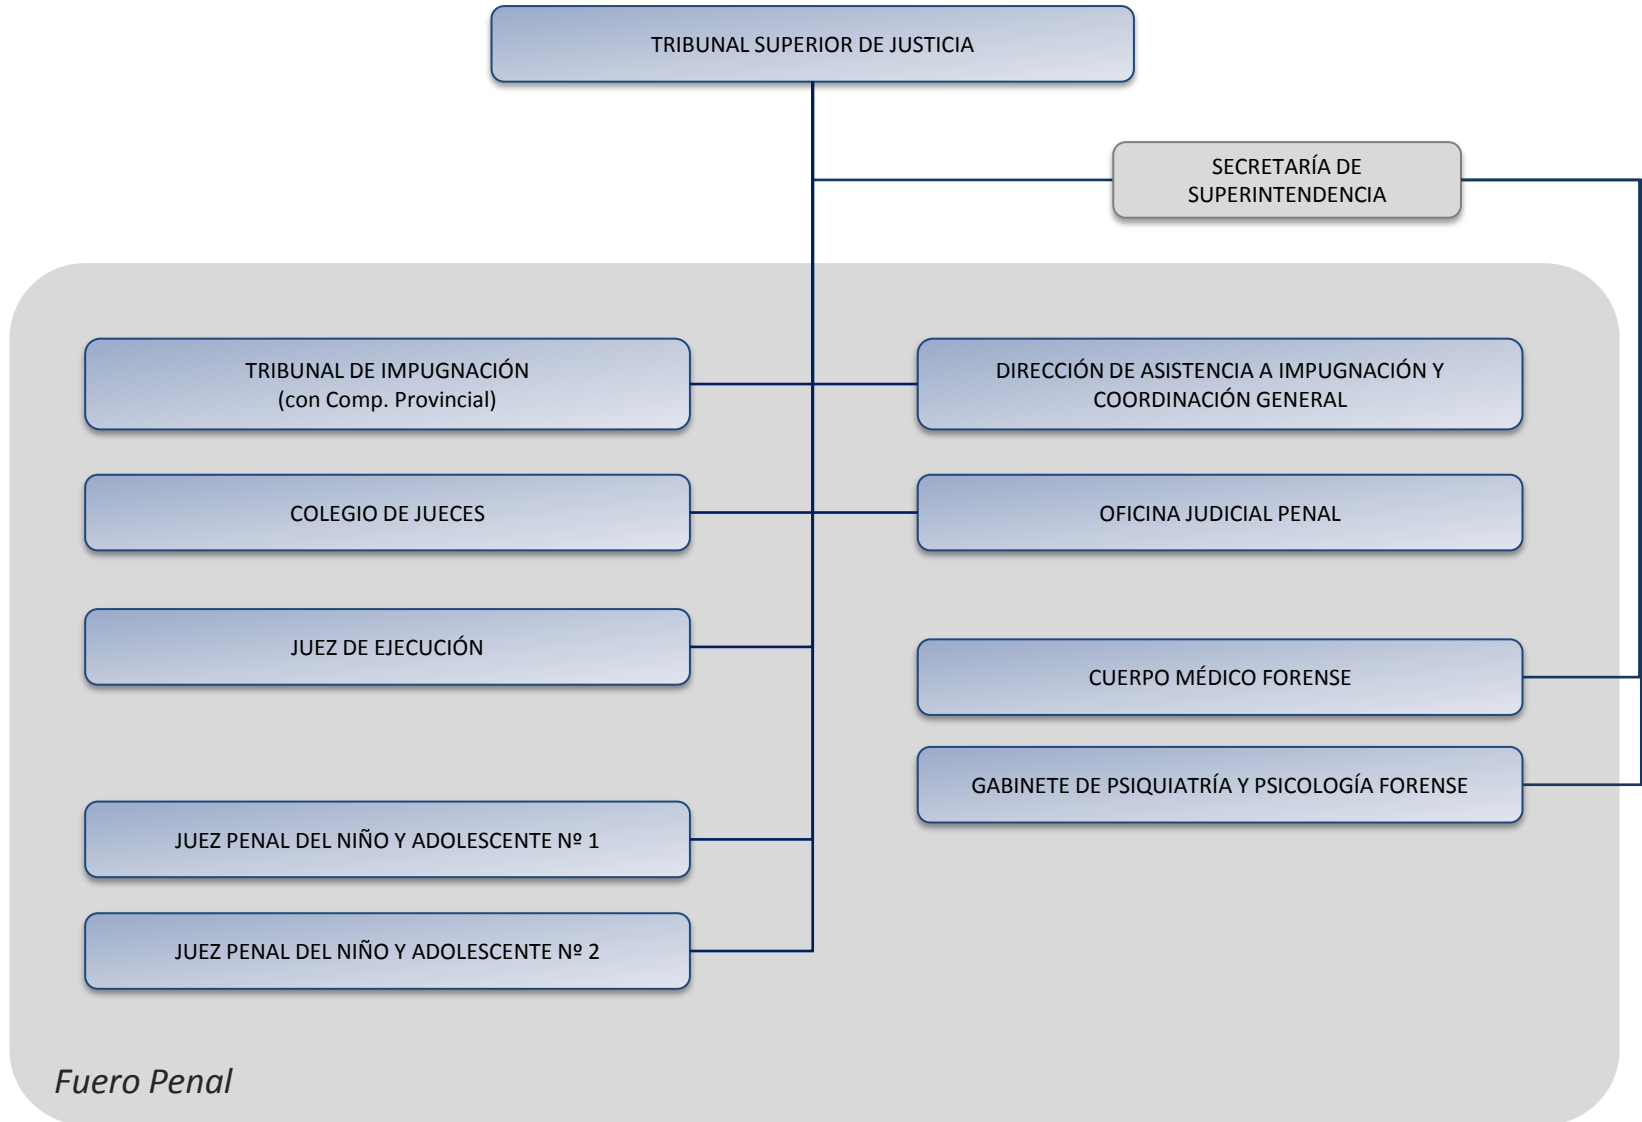 TRIBUNAL SUPERIOR DE JUSTICIA
SECRETARÍA DE
SUPERINTENDENCIA
TRIBUNAL DE IMPUGNACIÓN
(con Comp. Provincial)
DIRECCIÓN DE ASISTENCIA A IMPUGNACIÓN Y
COORDINACIÓN GENERAL
COLEGIO DE JUECES
OFICINA JUDICIAL PENAL
JUEZ DE EJECUCIÓN
CUERPO MÉDICO FORENSE
GABINETE DE PSIQUIATRÍA Y PSICOLOGÍA FORENSE
JUEZ PENAL DEL NIÑO Y ADOLESCENTE Nº 1
JUEZ PENAL DEL NIÑO Y ADOLESCENTE Nº 2
Fuero Penal